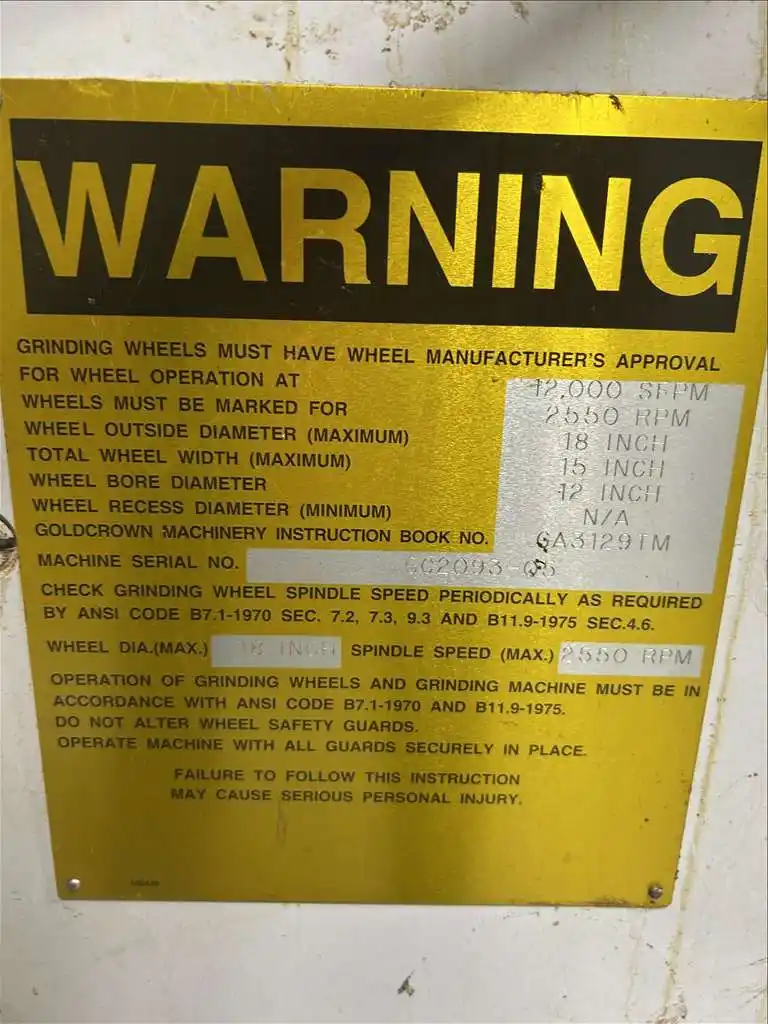 WARNING
GRINDING WHEELS MUST HAVE WHEEL MANUFACTURER'S APPROVAL
FOR WHEEL OPERATION AT 12,000 SFPM
WHEELS MUST BE MARKED FOR 2550 RPM
WHEEL OUTSIDE DIAMETER (MAXIMUM) 18 INCH
TOTAL WHEEL WIDTH (MAXIMUM) 15 INCH
WHEEL BORE DIAMETER 12 INCH
WHEEL RECESS DIAMETER (MINIMUM) N/A
GOLDCROWN MACHINERY INSTRUCTION BOOK NO. GA3129TM
MACHINE SERIAL NO. GC2093-05
CHECK GRINDING WHEEL SPINDLE SPEED PERIODICALLY AS REQUIRED
BY ANSI CODE B7.1-1970 SEC. 7.2, 7.3, 9.3 AND B11.9-1975 SEC.4.6.
WHEEL DIA.(MAX.) 18 INCH SPINDLE SPEED (MAX.) 2550 RPM
OPERATION OF GRINDING WHEELS AND GRINDING MACHINE MUST BE IN
ACCORDANCE WITH ANSI CODE B7.1-1970 AND B11.9-1975.
DO NOT ALTER WHEEL SAFETY GUARDS.
OPERATE MACHINE WITH ALL GUARDS SECURELY IN PLACE.
FAILURE TO FOLLOW THIS INSTRUCTION
MAY CAUSE SERIOUS PERSONAL INJURY.